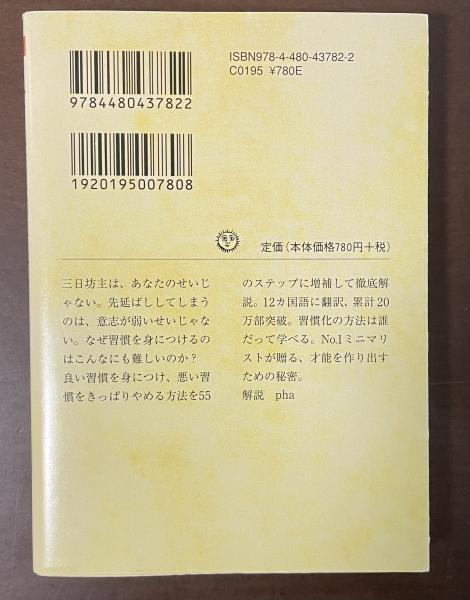 ISBN978-4-480-43782-2
C0195 ¥780E
9784480437822
1920195007808
定価(本体価格780円+税)
三日坊主は、あなたのせいじ
ゃない。先延ばししてしまう
のは、意志が弱いせいじゃな
い。なぜ習慣を身につけるの
はこんなにも難しいのか?
良い習慣を身につけ、悪い習
慣をきっぱりやめる方法を55
のステップに増補して徹底解
説。12カ国語に翻訳、累計20
万部突破。習慣化の方法は誰
だって学べる。No.1ミニマリ
ストが贈る、才能を作り出す
ための秘密。
解説 pha